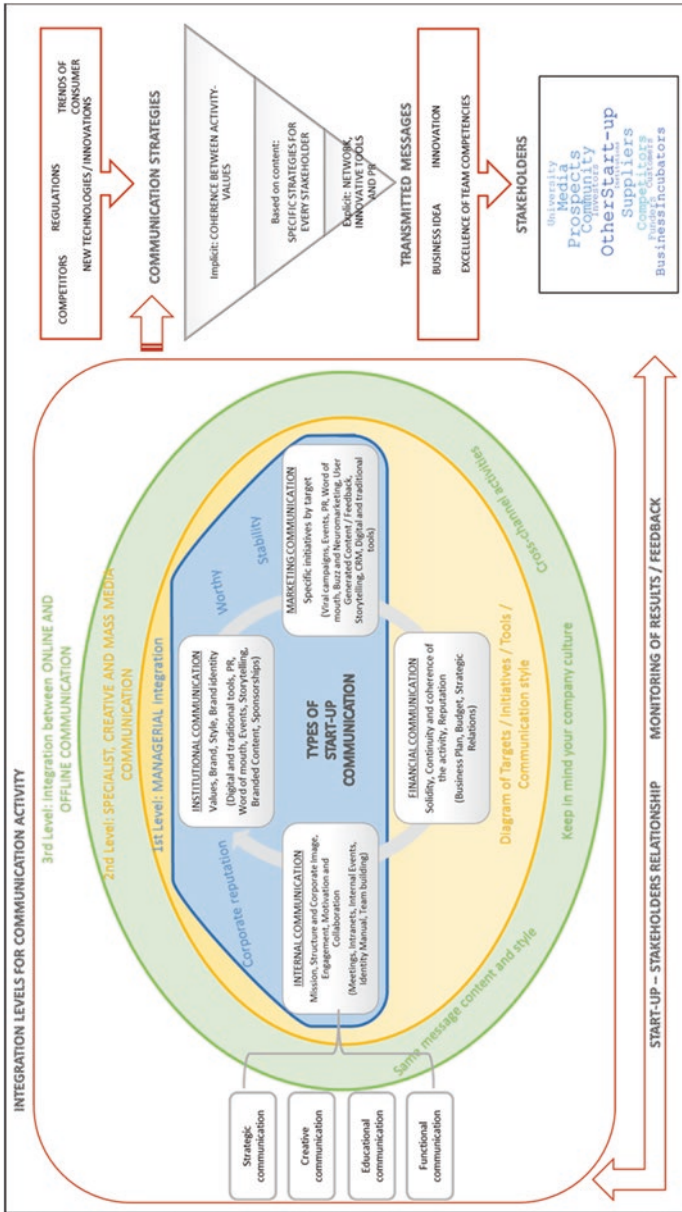 INTEGRATION LEVELS FOR COMMUNICATION ACTIVITY
3rd Level: Integration between ONLINE AND
OFFLINE COMMUNICATION
2nd Level: SPECIALIST, CREATIVE AND MASS MEDIA
COMMUNICATION
1st Level: MANAGERIAL integration
Corporate reputation
Worthy
Stability
Strategic
communication
Creative
communication
Educational
communication
Functional
communication
INTERNAL COMMUNICATION
Mission, Structure and Corporate Image,
Engagement, Motivation and
Collaboration
(Meetings, Intranets, Internal Events,
Identity Manual, Team building)
INSTITUTIONAL COMMUNICATION
Values, Brand, Style, Brand identity
(Digital and traditional tools, PR,
Word of mouth, Events, Storytelling,
Branded Content, Sponsorships)
TYPES OF
START-UP
COMMUNICATION
MARKETING COMMUNICATION
Specific initiatives by target
(Viral campaigns, Events, PR, Word of
mouth, Buzz and Neuromarketing, User
Generated Content / Feedback,
Storytelling, CRM, Digital and traditional
tools)
FINANCIAL COMMUNICATION
Solidity, Continuity and coherence of
the activity, Reputation
(Business Plan, Budget, Strategic
Relations)
Diagram of Targets / Initiatives / Tools /
Communication style
Same message content and style
Keep in mind your company culture
Cross-channel activities
START-UP – STAKEHOLDERS RELATIONSHIP
MONITORING OF RESULTS / FEEDBACK
COMPETITORS
REGULATIONS
TRENDS OF
CONSUMER
NEW TECHNOLOGIES / INNOVATIONS
COMMUNICATION STRATEGIES
Implicit: COHERENCE BETWEEN ACTIVITY-
VALUES
Based on content:
SPECIFIC STRATEGIES FOR
EVERY STAKEHOLDER
Explicit: NETWORK,
INNOVATIVE TOOLS
AND PR
TRANSMITTED MESSAGES
BUSINESS IDEA
INNOVATION
EXCELLENCE OF TEAM COMPETENCIES
STAKEHOLDERS
University
Media
Prospects
Community
Investors
OtherStart-up
Suppliers
Competitors
Funders
Customers
BusinessIncubators